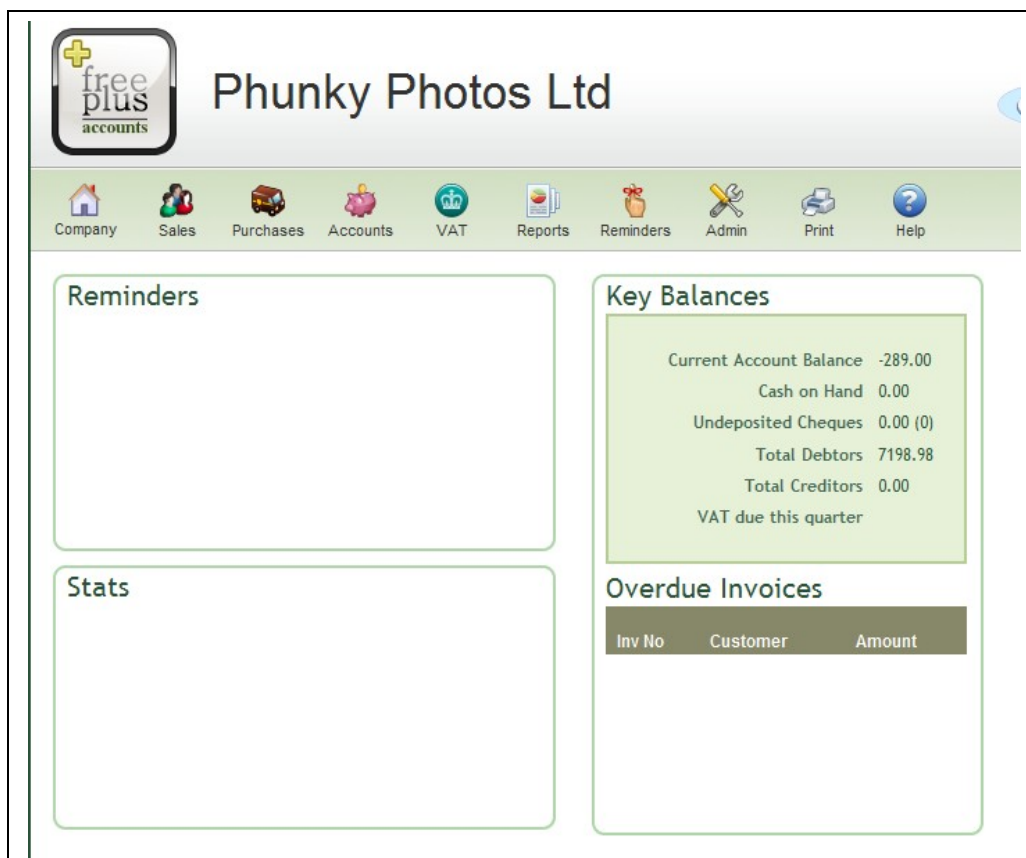 free
plus
accounts
Phunky Photos Ltd
Company Sales Purchases Accounts VAT Reports Reminders Admin Print Help
Reminders
Key Balances
Current Account Balance -289.00
Cash on Hand 0.00
Undeposited Cheques 0.00 (0)
Total Debtors 7198.98
Total Creditors 0.00
VAT due this quarter
Stats
Overdue Invoices
Inv No Customer Amount